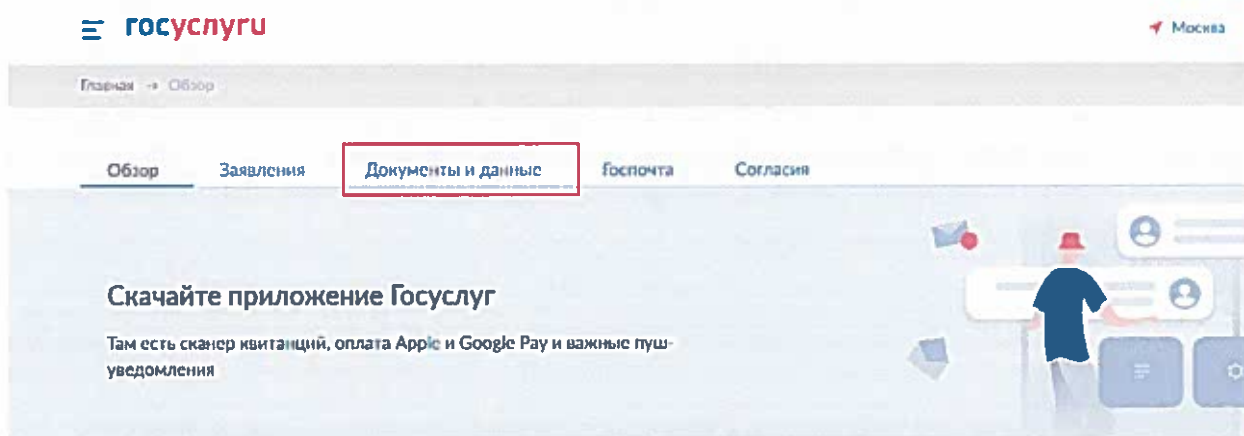 госуслуги
Москва
Главная → Обзор
Обзор Заявления Документы и данные Госпочта Согласия
Скачайте приложение Госуслуг
Там есть сканер квитанций, оплата Apple и Google Pay и важные пуш-
уведомления